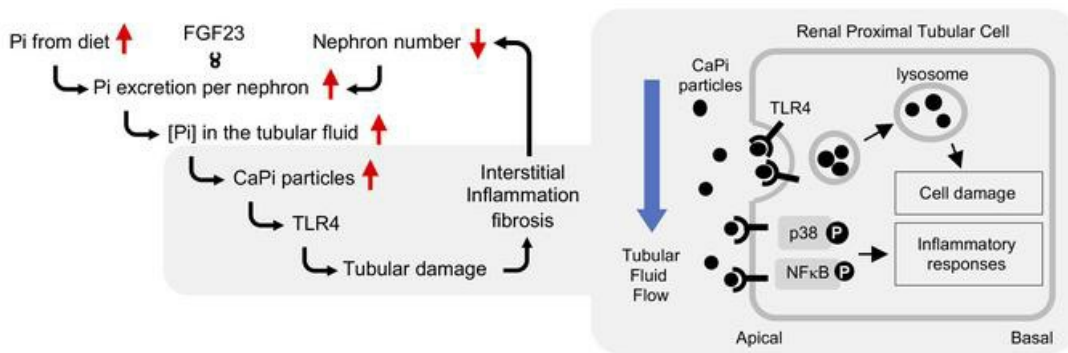 Pi from diet
FGF23
Nephron number
Pi excretion per nephron
[Pi] in the tubular fluid
CaPi particles
TLR4
Tubular damage
Interstitial
Inflammation
fibrosis
Renal Proximal Tubular Cell
CaPi
particles
TLR4
lysosome
Cell damage
p38 P
NFκB P
Inflammatory
responses
Tubular
Fluid
Flow
Apical
Basal